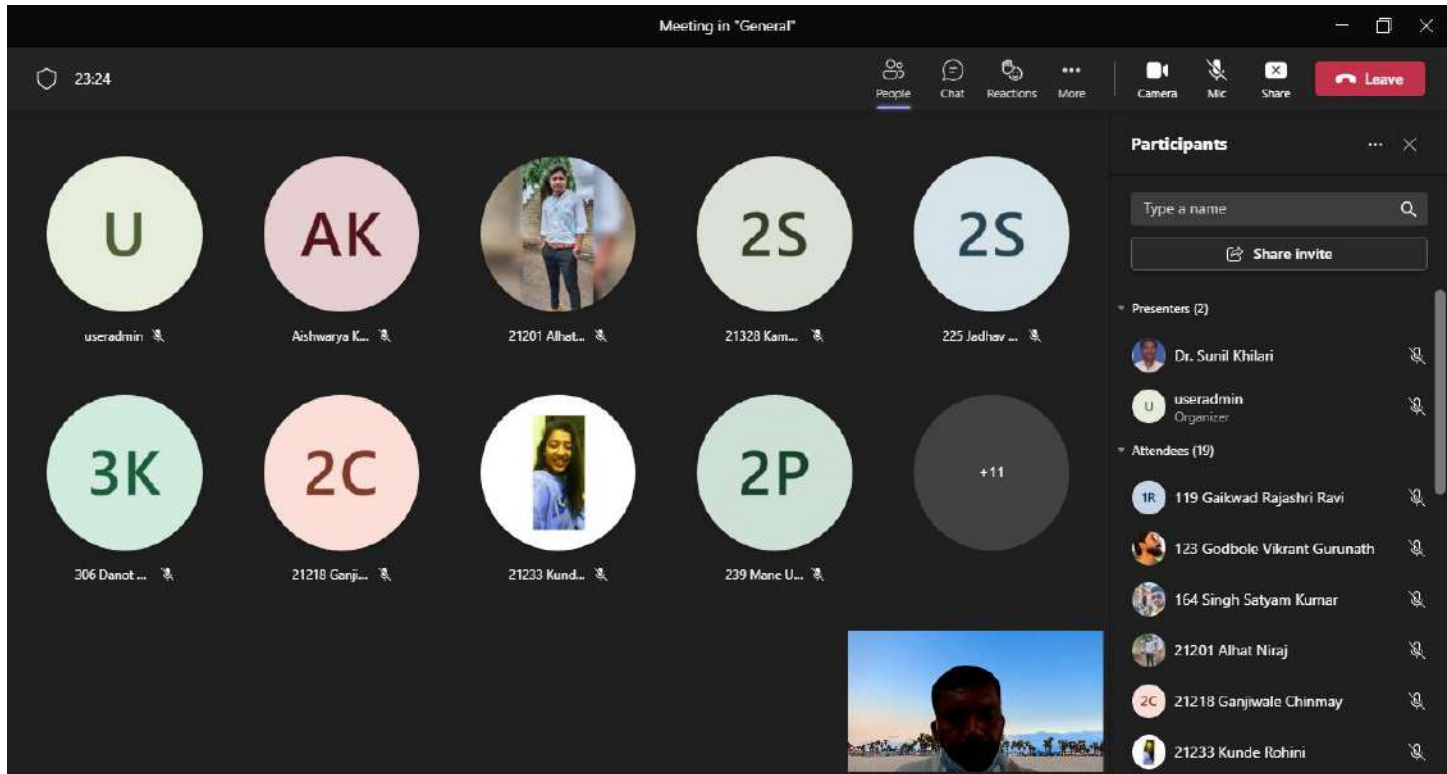 Meeting in "General"
23:24
People Chat Reactions More Camera Mic Share Leave
U
useradmin
AK
Aishwarya K...
21201 Alhat...
2S
21328 Kam...
2S
225 Jadhav ...
3K
306 Danot ...
2C
21218 Ganji...
21233 Kund...
2P
239 Mane U...
+11
Participants
Type a name
Share invite
Presenters (2)
Dr. Sunil Khilari
U useradmin
Organizer
Attendees (19)
1R 119 Gaikwad Rajashri Ravi
123 Godbole Vikrant Gurunath
164 Singh Satyam Kumar
21201 Alhat Niraj
2C 21218 Ganjiwale Chinmay
21233 Kunde Rohini